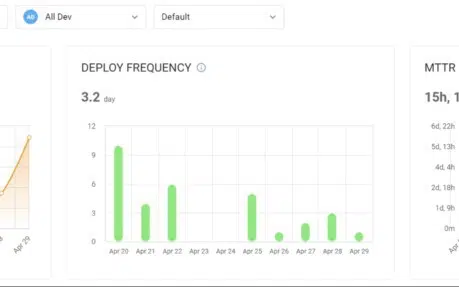 All Dev
Default
DEPLOY FREQUENCY
MTTR
3.2 day
15h, 1
12
9
6
3
0
Apr 20 Apr 21 Apr 22 Apr 23 Apr 24 Apr 25 Apr 26 Apr 27 Apr 28 Apr 29
Apr 29
6d, 22h
5d, 13h
4d, 4h
2d, 18h
1d, 9h
0m